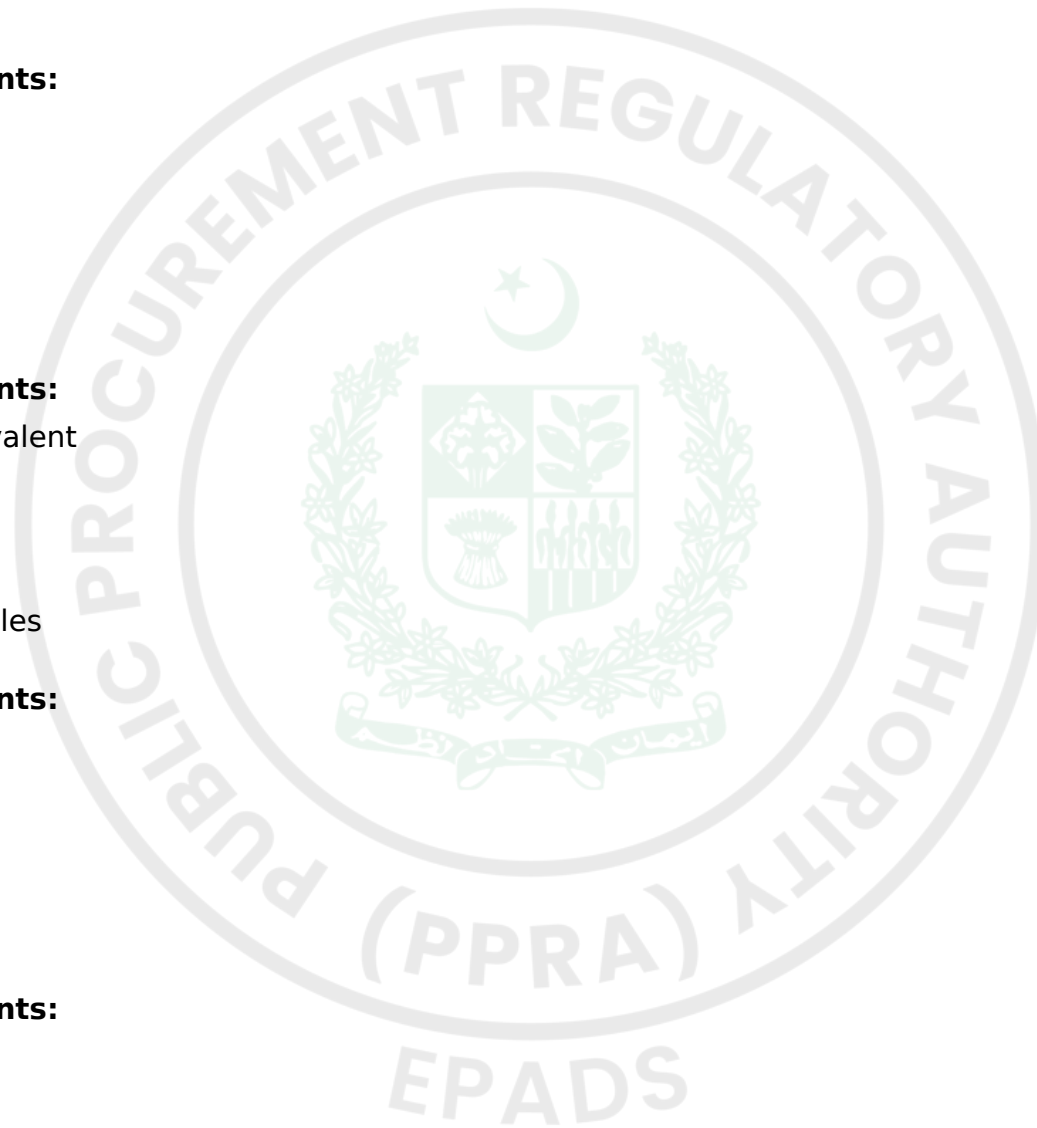 nts:
nts:
valent
les
nts:
nts:
PUBLIC PROCUREMENT REGULATORY AUTHORITY
(PPRA)
EPADS